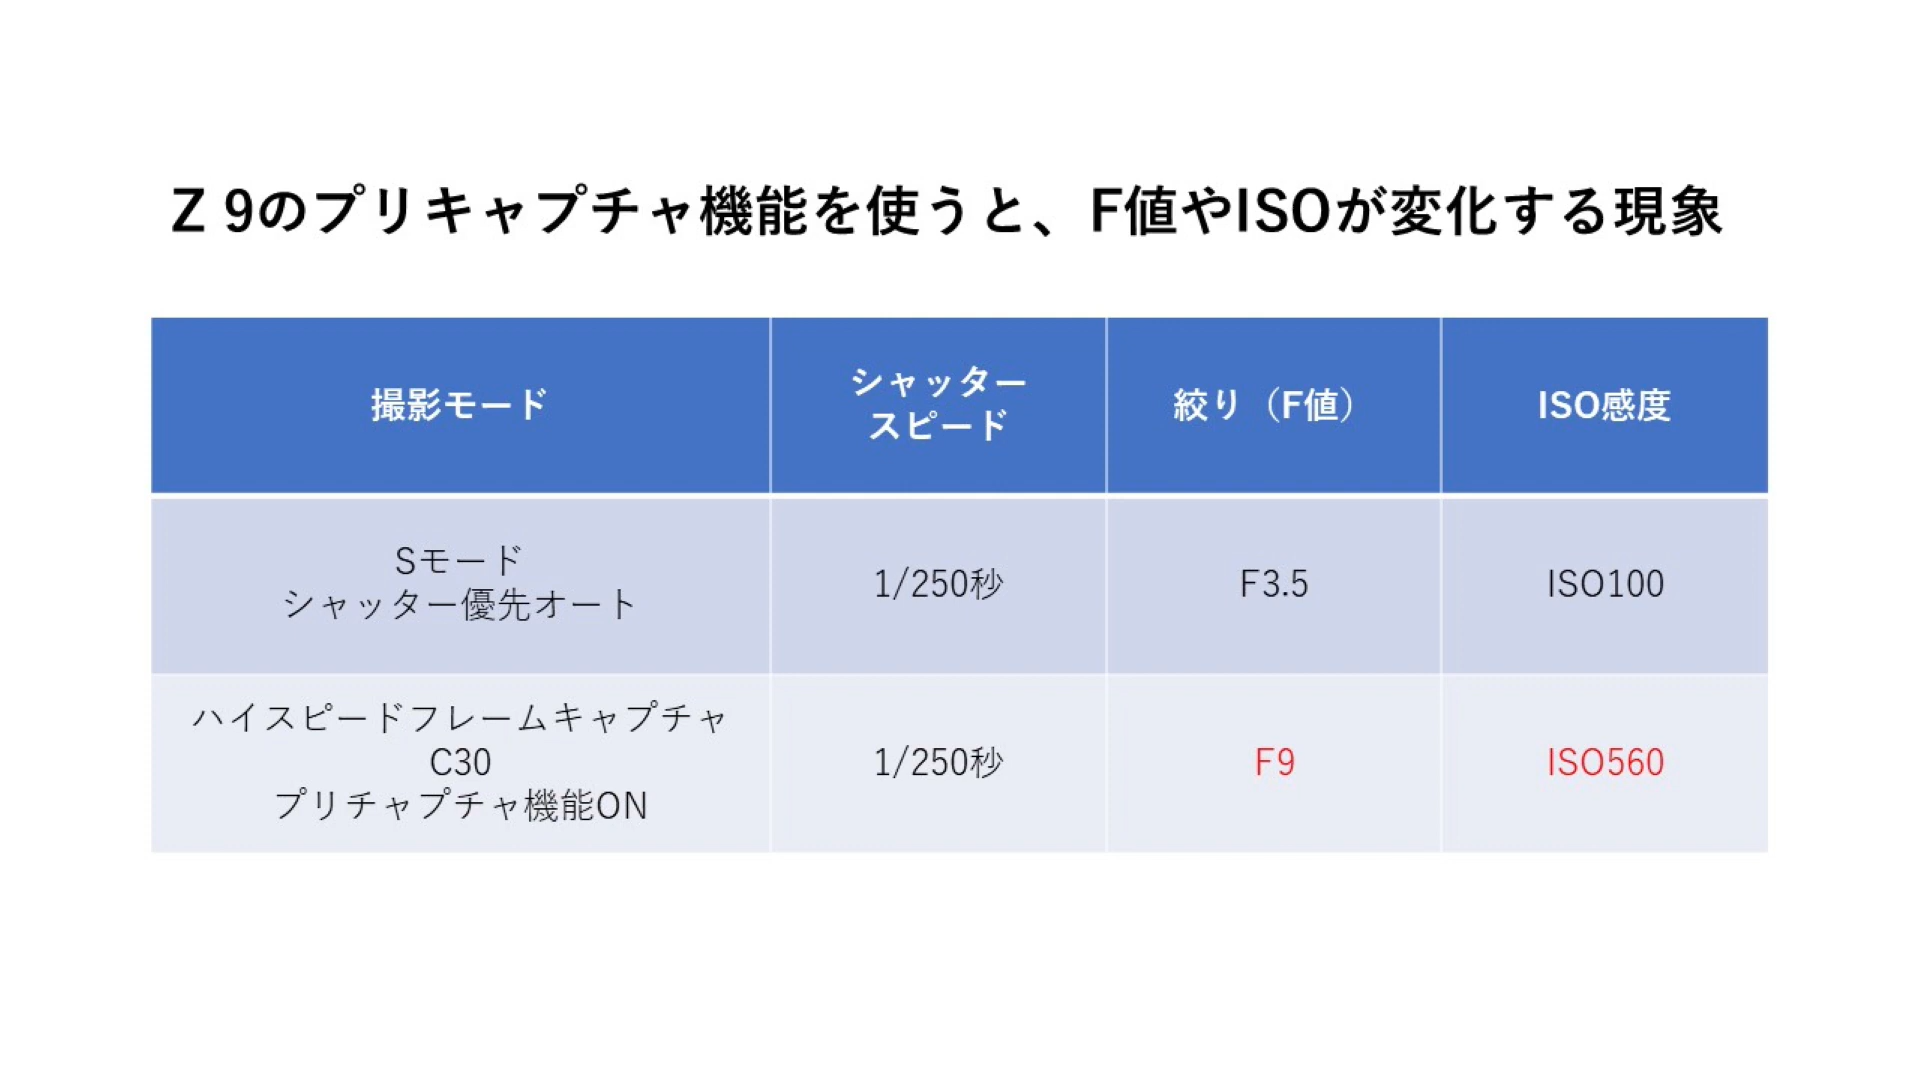 Z 9のプリキャプチャ機能を使うと、F値やISOが変化する現象
撮影モード
シャッター
スピード
絞り（F値）
ISO感度
Sモード
シャッター優先オート
1/250秒
F3.5
ISO100
ハイスピードフレームキャプチャ
C30
プリチャプチャ機能ON
1/250秒
F9
ISO560